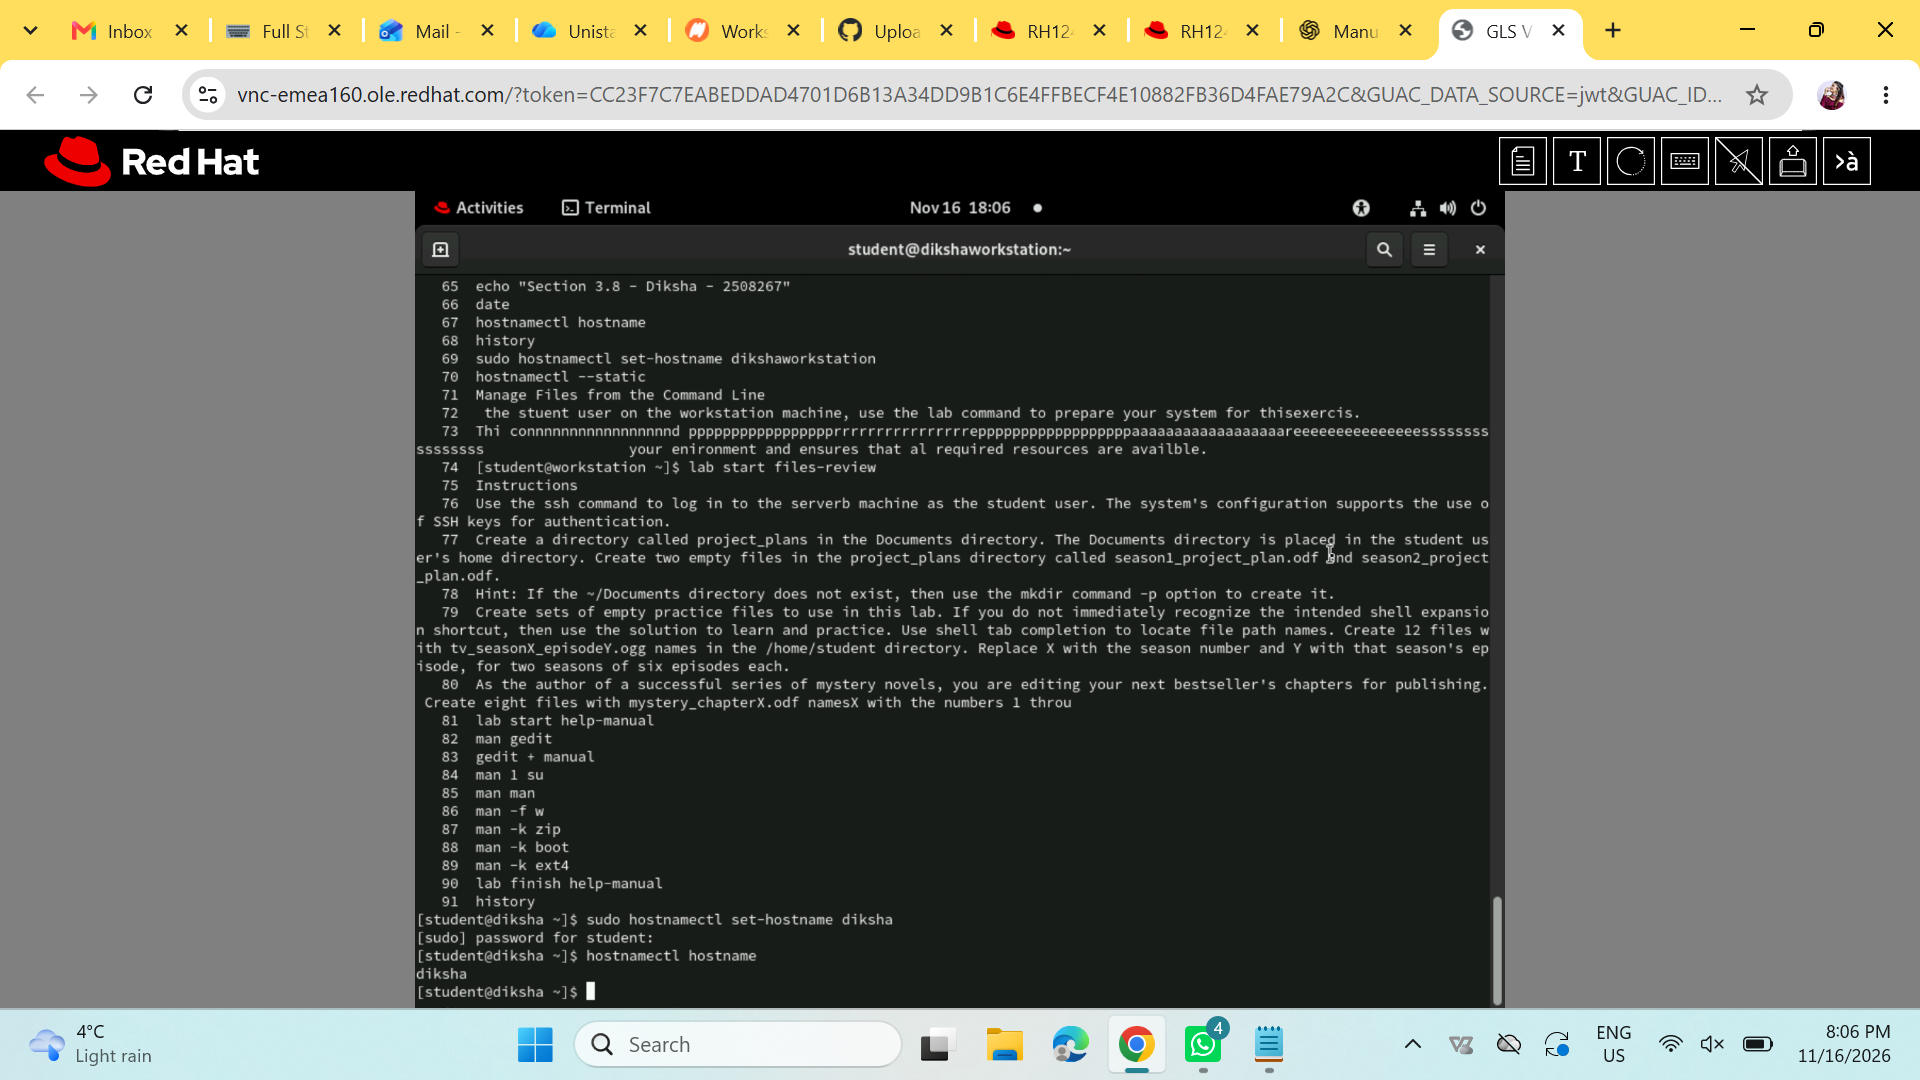 Inbox
Full S
Mail -
Unista
Works
Uploa
RH12
RH12
Manu
GLS V
vnc-emea160.ole.redhat.com/?token=CC23F7C7EABEDDAD4701D6B13A34DD9B1C6E4FFBECF4E10882FB36D4FAE79A2C&GUAC_DATA_SOURCE=jwt&GUAC_ID...
Red Hat
T
>à
Activities
Terminal
Nov 16 18:06
student@dikshaworkstation:~
65 echo "Section 3.8 - Diksha - 2508267"
66 date
67 hostnamectl hostname
68 history
69 sudo hostnamectl set-hostname dikshaworkstation
70 hostnamectl --static
71 Manage Files from the Command Line
72 the stuent user on the workstation machine, use the lab command to prepare your system for thisexercis.
73 Thi connnnnnnnnnnnnnnnnnd pppppppppppppppppprrrrrrrrrrrrrrrrreppppppppppppppppppaaaaaaaaaaaaaaaaaareeeeeeeeeeeeeeessssssss
ssssssss your enironment and ensures that al required resources are availble.
74 [student@workstation ~]$ lab start files-review
75 Instructions
76 Use the ssh command to log in to the serverb machine as the student user. The system's configuration supports the use o
f SSH keys for authentication.
77 Create a directory called project_plans in the Documents directory. The Documents directory is placed in the student us
er's home directory. Create two empty files in the project_plans directory called season1_project_plan.odf and season2_project
_plan.odf.
78 Hint: If the ~/Documents directory does not exist, then use the mkdir command -p option to create it.
79 Create sets of empty practice files to use in this lab. If you do not immediately recognize the intended shell expansio
n shortcut, then use the solution to learn and practice. Use shell tab completion to locate file path names. Create 12 files w
ith tv_seasonX_episodeY.ogg names in the /home/student directory. Replace X with the season number and Y with that season's ep
isode, for two seasons of six episodes each.
80 As the author of a successful series of mystery novels, you are editing your next bestseller's chapters for publishing.
Create eight files with mystery_chapterX.odf namesX with the numbers 1 throu
81 lab start help-manual
82 man gedit
83 gedit + manual
84 man 1 su
85 man man
86 man -f w
87 man -k zip
88 man -k boot
89 man -k ext4
90 lab finish help-manual
91 history
[student@diksha ~]$ sudo hostnamectl set-hostname diksha
[sudo] password for student:
[student@diksha ~]$ hostnamectl hostname
diksha
[student@diksha ~]$
4°C
Light rain
Search
4
ENG
US
8:06 PM
11/16/2026